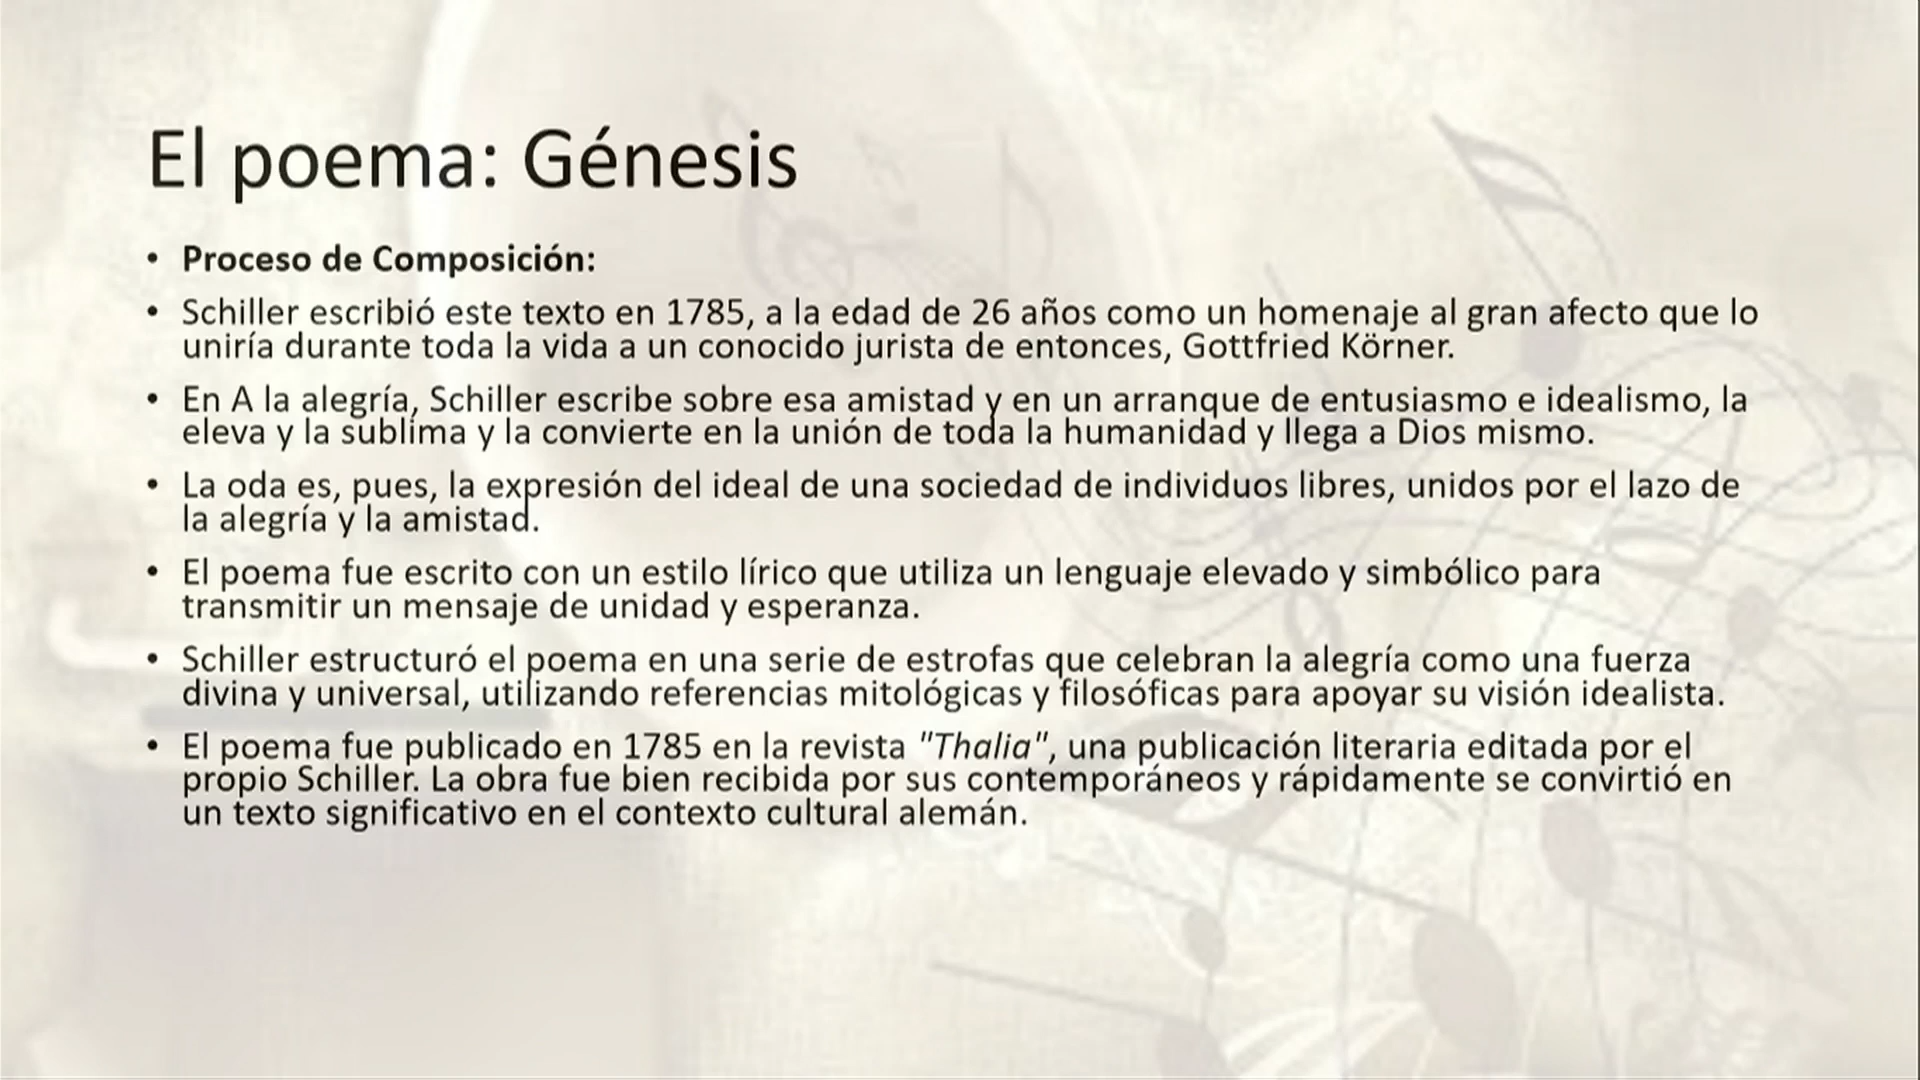 El poema: Génesis
• Proceso de Composición:
• Schiller escribió este texto en 1785, a la edad de 26 años como un homenaje al gran afecto que lo
uniría durante toda la vida a un conocido jurista de entonces, Gottfried Körner.
• En A la alegría, Schiller escribe sobre esa amistad y en un arranque de entusiasmo e idealismo, la
eleva y la sublima y la convierte en la unión de toda la humanidad y llega a Dios mismo.
• La oda es, pues, la expresión del ideal de una sociedad de individuos libres, unidos por el lazo de
la alegría y la amistad.
• El poema fue escrito con un estilo lírico que utiliza un lenguaje elevado y simbólico para
transmitir un mensaje de unidad y esperanza.
• Schiller estructuró el poema en una serie de estrofas que celebran la alegría como una fuerza
divina y universal, utilizando referencias mitológicas y filosóficas para apoyar su visión idealista.
• El poema fue publicado en 1785 en la revista "Thalia", una publicación literaria editada por el
propio Schiller. La obra fue bien recibida por sus contemporáneos y rápidamente se convirtió en
un texto significativo en el contexto cultural alemán.